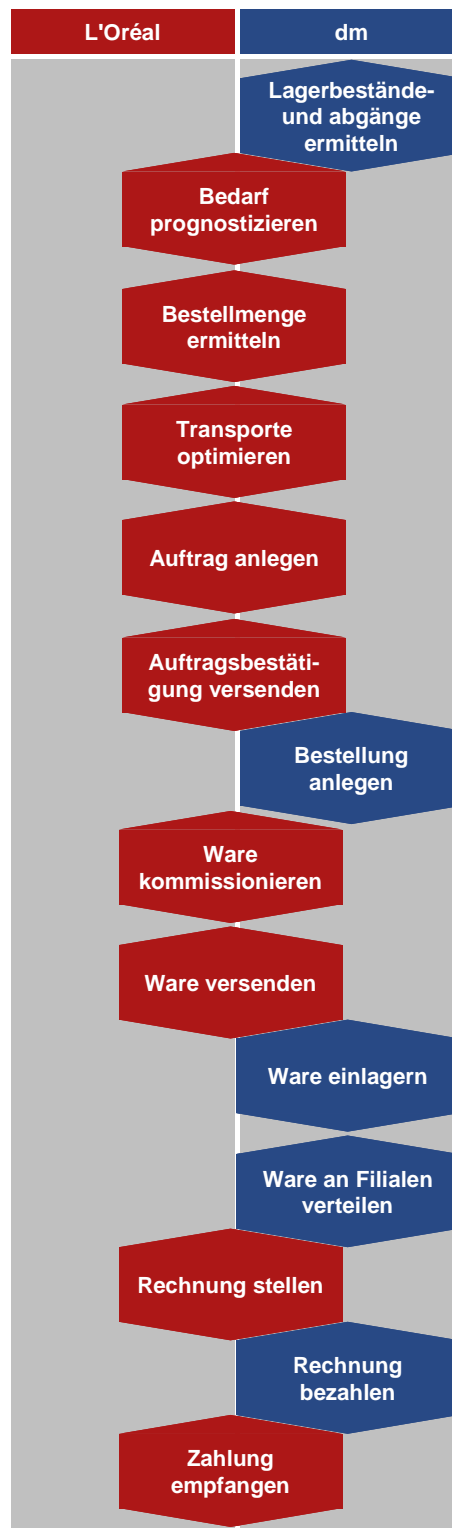 L'Oréal
dm
Lagerbestände-
und abgänge
ermitteln
Bedarf
prognostizieren
Bestellmenge
ermitteln
Transporte
optimieren
Auftrag anlegen
Auftragsbestäti-
gung versenden
Bestellung
anlegen
Ware
kommissionieren
Ware versenden
Ware einlagern
Ware an Filialen
verteilen
Rechnung stellen
Rechnung
bezahlen
Zahlung
empfangen